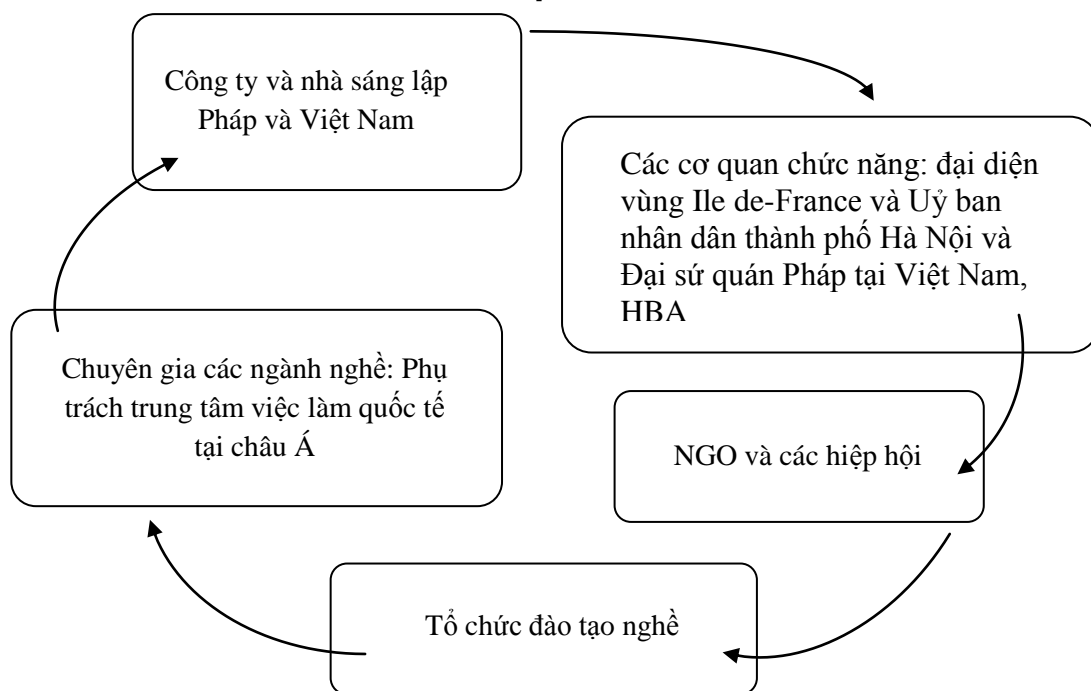 Công ty và nhà sáng lập
Pháp và Việt Nam
Các cơ quan chức năng: đại diện
vùng Ile de-France và Uỷ ban
nhân dân thành phố Hà Nội và
Đại sứ quán Pháp tại Việt Nam,
HBA
Chuyên gia các ngành nghề: Phụ
trách trung tâm việc làm quốc tế
tại châu Á
NGO và các hiệp hội
Tổ chức đào tạo nghề